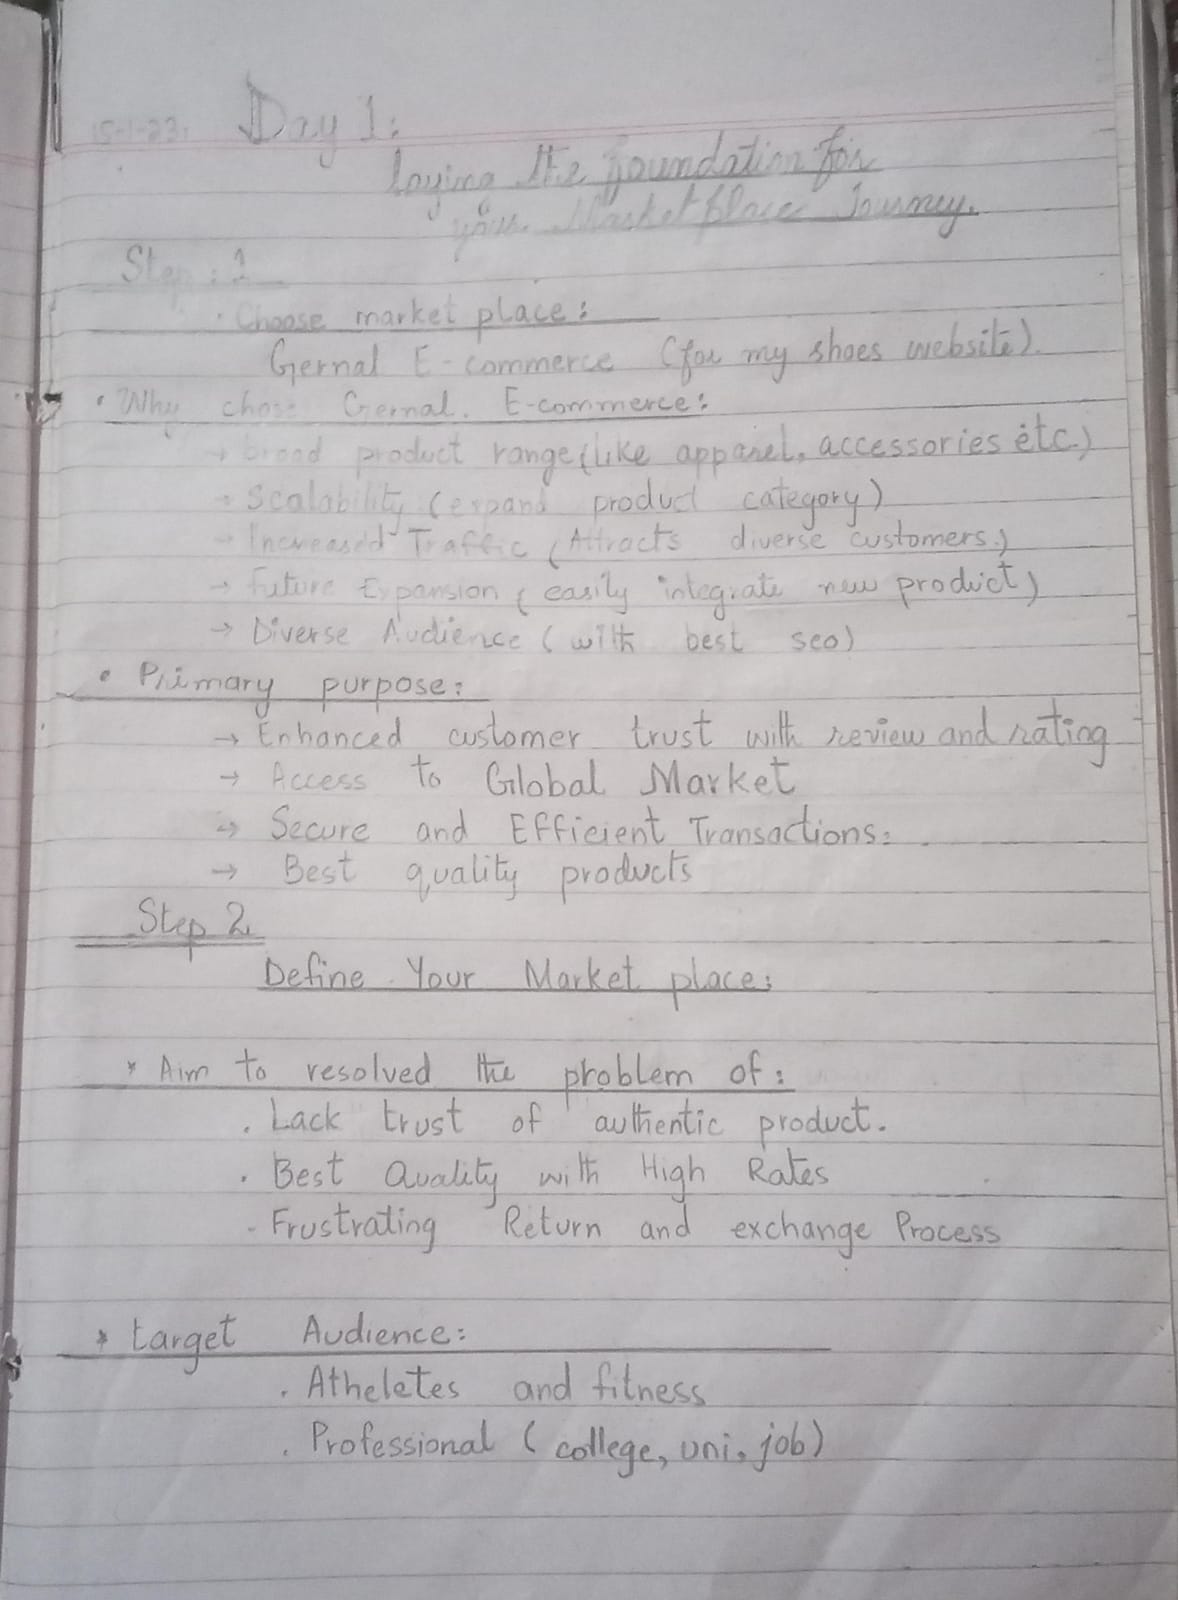 15-1-23.
Day 1:
laying the foundation for
your Marketplace Journey.
Step : 1
· Choose market place :
Gernal E-commerce (for my shoes website).
• Why chose Gernal. E-commerce:
→ broad product range (like apparel, accessories etc.)
→ Scalability (expand product category)
→ Increased Traffic (Attracts diverse customers.)
→ Future Expansion (easily integrate new product)
→ Diverse Audience (with best seo)
• Primary purpose:
→ Enhanced customer trust with review and rating
→ Access to Global Market
→ Secure and Efficient Transactions.
→ Best quality products
Step 2
Define Your Market place:
* Aim to resolved the problem of :
. Lack trust of authentic product.
. Best Quality with High Rates
- Frustrating Return and exchange Process
* target Audience:
. Atheletes and fitness
. Professional (college, uni, job)